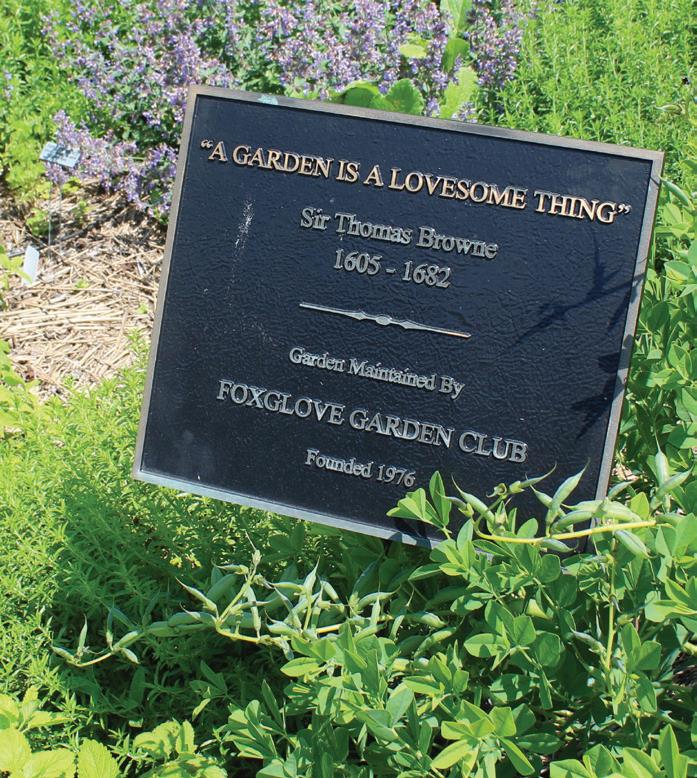 “A GARDEN IS A LOVESOME THING”
Sir Thomas Browne
1605 - 1682
Garden Maintained By
FOXGLOVE GARDEN CLUB
Founded 1976